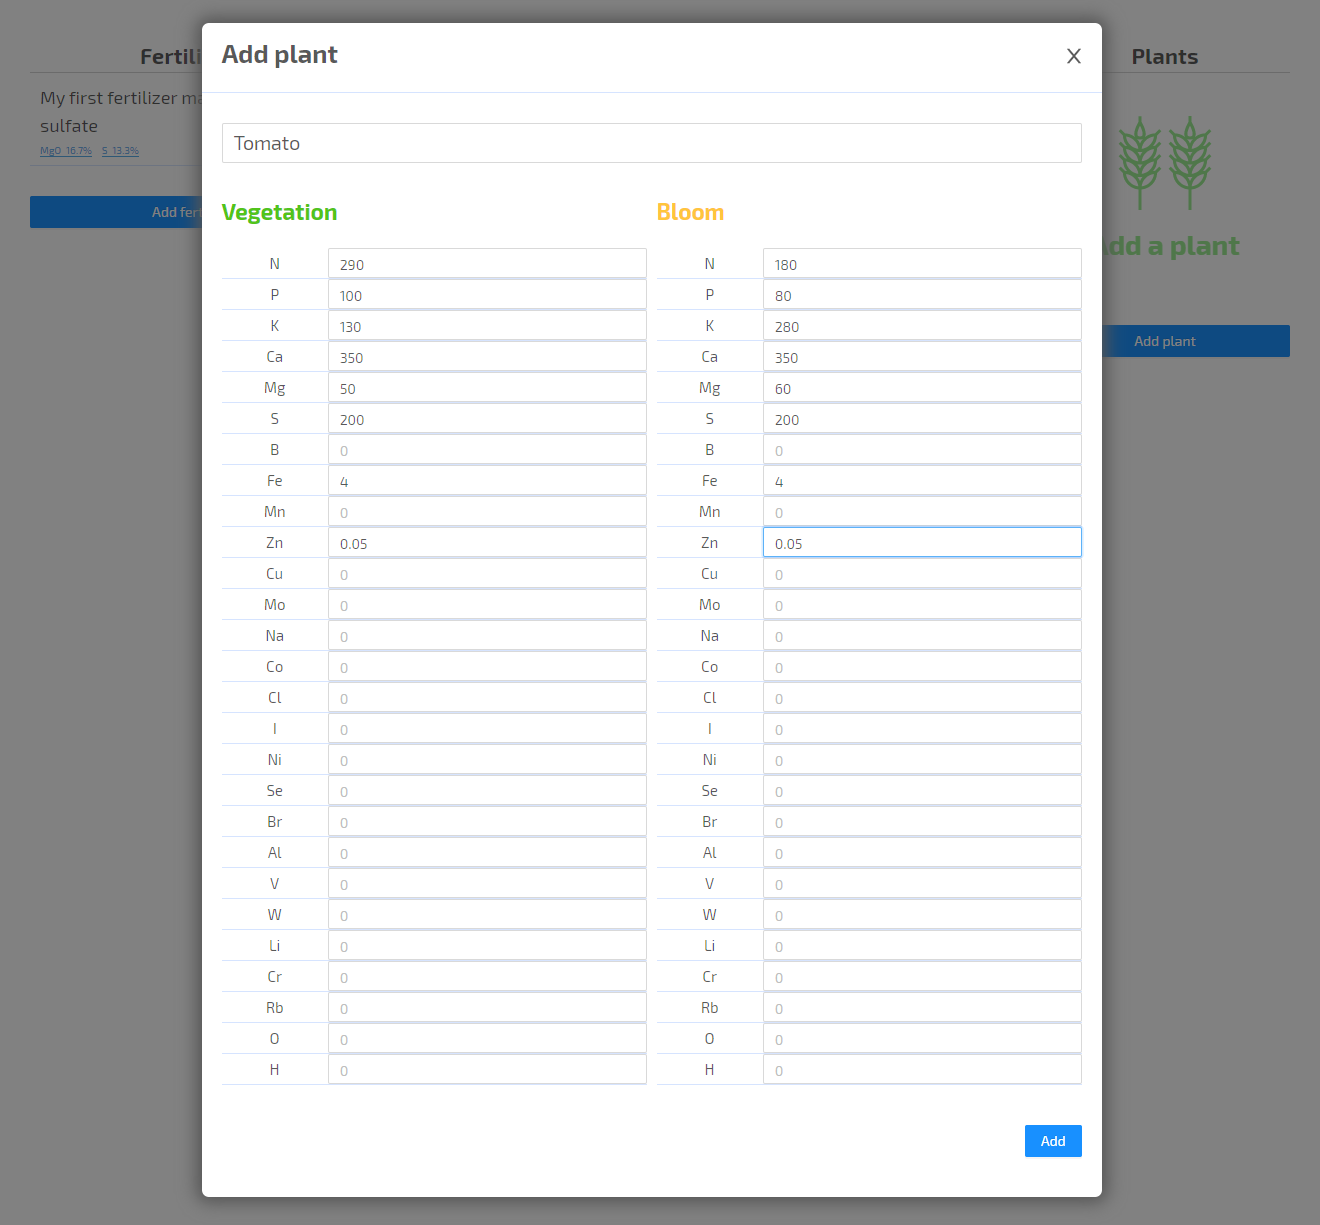 Add plant
X
Fertili
Plants
My first fertilizer ma
sulfate
MgO 16.7% S 13.3%
Add fert
Add a plant
Add plant
Tomato
Vegetation
Bloom
N 290 N 180
P 100 P 80
K 130 K 280
Ca 350 Ca 350
Mg 50 Mg 60
S 200 S 200
B 0 B 0
Fe 4 Fe 4
Mn 0 Mn 0
Zn 0.05 Zn 0.05
Cu 0 Cu 0
Mo 0 Mo 0
Na 0 Na 0
Co 0 Co 0
Cl 0 Cl 0
I 0 I 0
Ni 0 Ni 0
Se 0 Se 0
Br 0 Br 0
Al 0 Al 0
V 0 V 0
W 0 W 0
Li 0 Li 0
Cr 0 Cr 0
Rb 0 Rb 0
O 0 O 0
H 0 H 0
Add